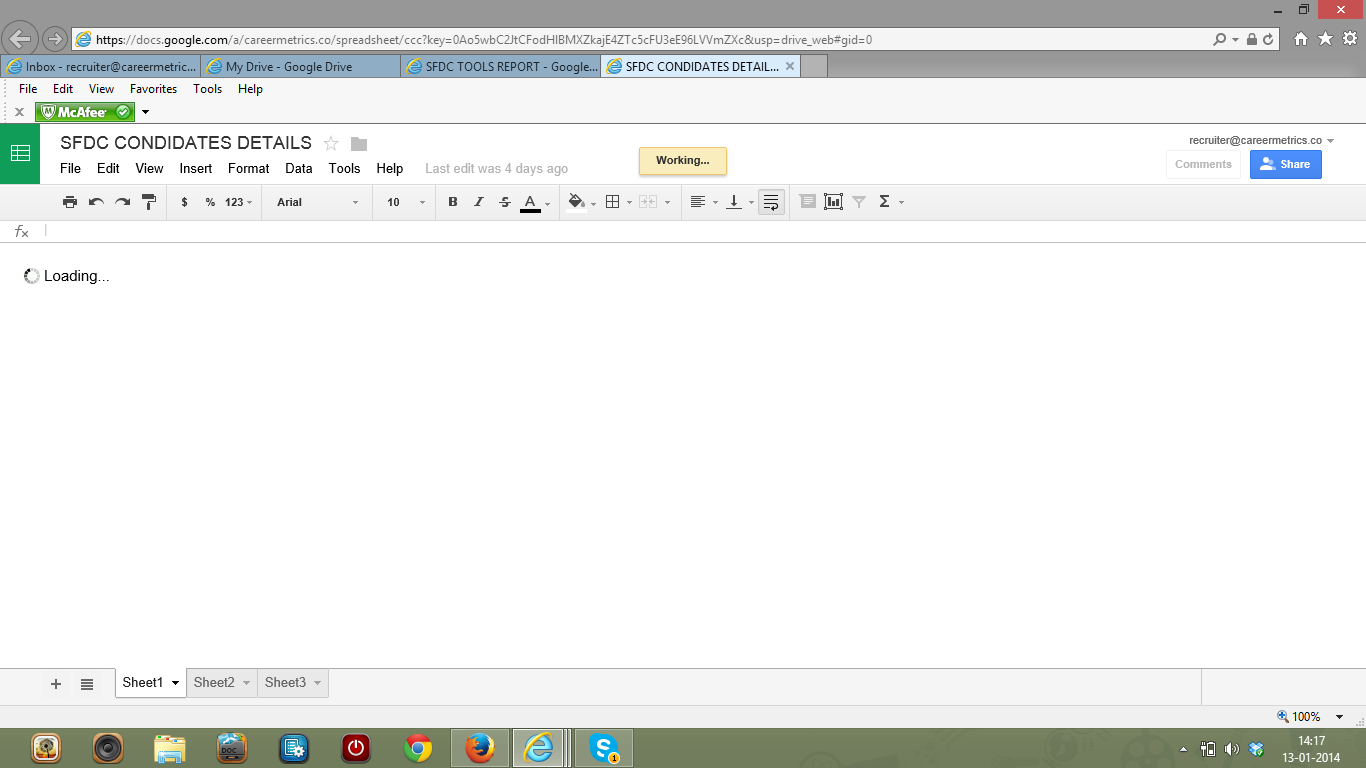 https://docs.google.com/a/careermetrics.co/spreadsheet/ccc?key=0Ao5wbC2JtCFodHlBMXZkajE4ZTc5cFU3eE96LVVmZXc&usp=drive_web#gid=0
Inbox - recruiter@careermetric... My Drive - Google Drive SFDC TOOLS REPORT - Google... SFDC CONDIDATES DETAIL...
File Edit View Favorites Tools Help
McAfee
SFDC CONDIDATES DETAILS
recruiter@careermetrics.co
File Edit View Insert Format Data Tools Help Last edit was 4 days ago
Working...
Comments Share
$ % 123 Arial 10 B I S A Σ
fx
Loading...
+ Sheet1 Sheet2 Sheet3
100%
DOC
1
14:17
13-01-2014